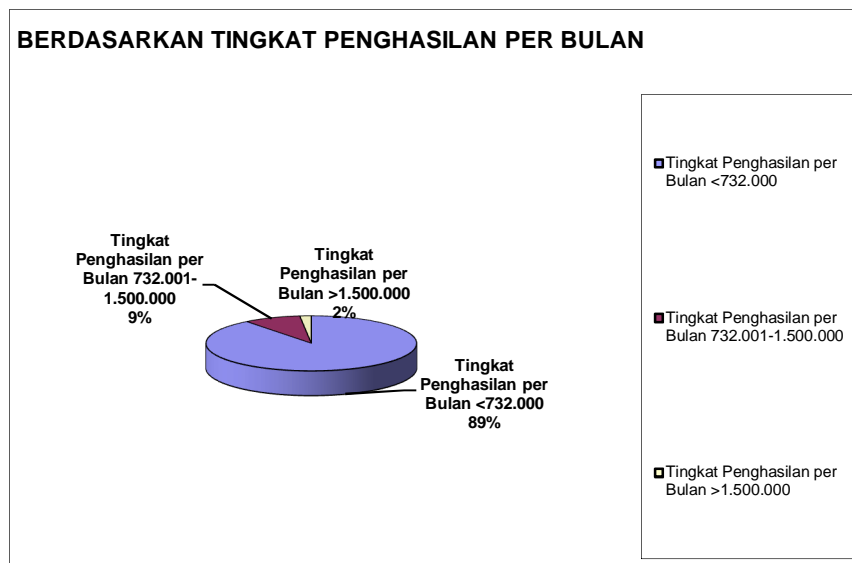 BERDASARKAN TINGKAT PENGHASILAN PER BULAN
Tingkat
Penghasilan per
Bulan 732.001-
1.500.000
9%
Tingkat
Penghasilan per
Bulan >1.500.000
2%
Tingkat
Penghasilan per
Bulan <732.000
89%
Tingkat Penghasilan per
Bulan <732.000
Tingkat Penghasilan per
Bulan 732.001-1.500.000
Tingkat Penghasilan per
Bulan >1.500.000